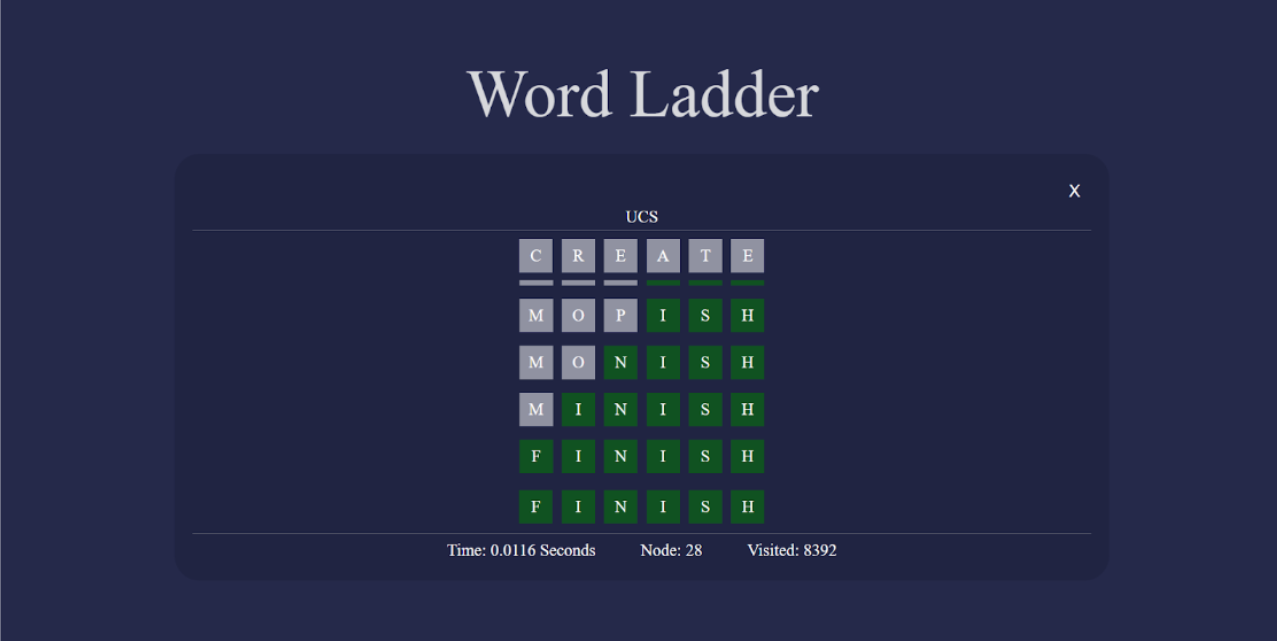 Word Ladder
X
UCS
C R E A T E
M O P I S H
M O N I S H
M I N I S H
F I N I S H
F I N I S H
Time: 0.0116 Seconds Node: 28 Visited: 8392